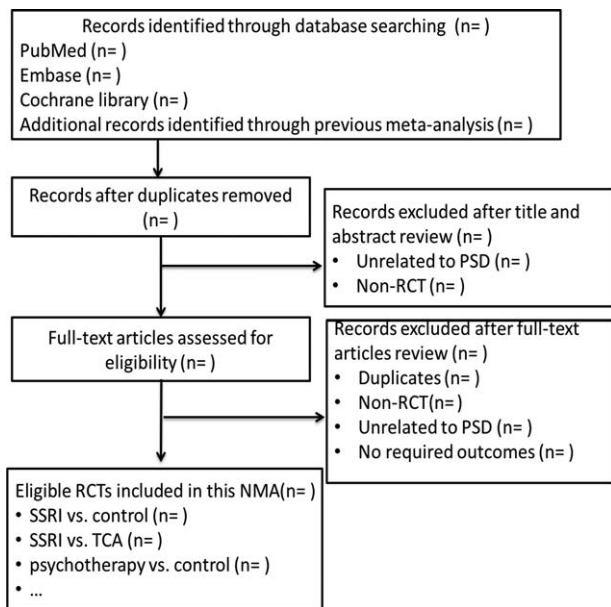 Records identified through database searching (n= )
PubMed (n= )
Embase (n= )
Cochrane library (n= )
Additional records identified through previous meta-analysis (n= )
Records after duplicates removed
(n= )
Records excluded after title and
abstract review (n= )
• Unrelated to PSD (n= )
• Non-RCT (n= )
Full-text articles assessed for
eligibility (n= )
Records excluded after full-text
articles review (n= )
• Duplicates (n= )
• Non-RCT(n= )
• Unrelated to PSD (n= )
• No required outcomes (n= )
Eligible RCTs included in this NMA(n= )
• SSRI vs. control (n= )
• SSRI vs. TCA (n= )
• psychotherapy vs. control (n= )
• ...